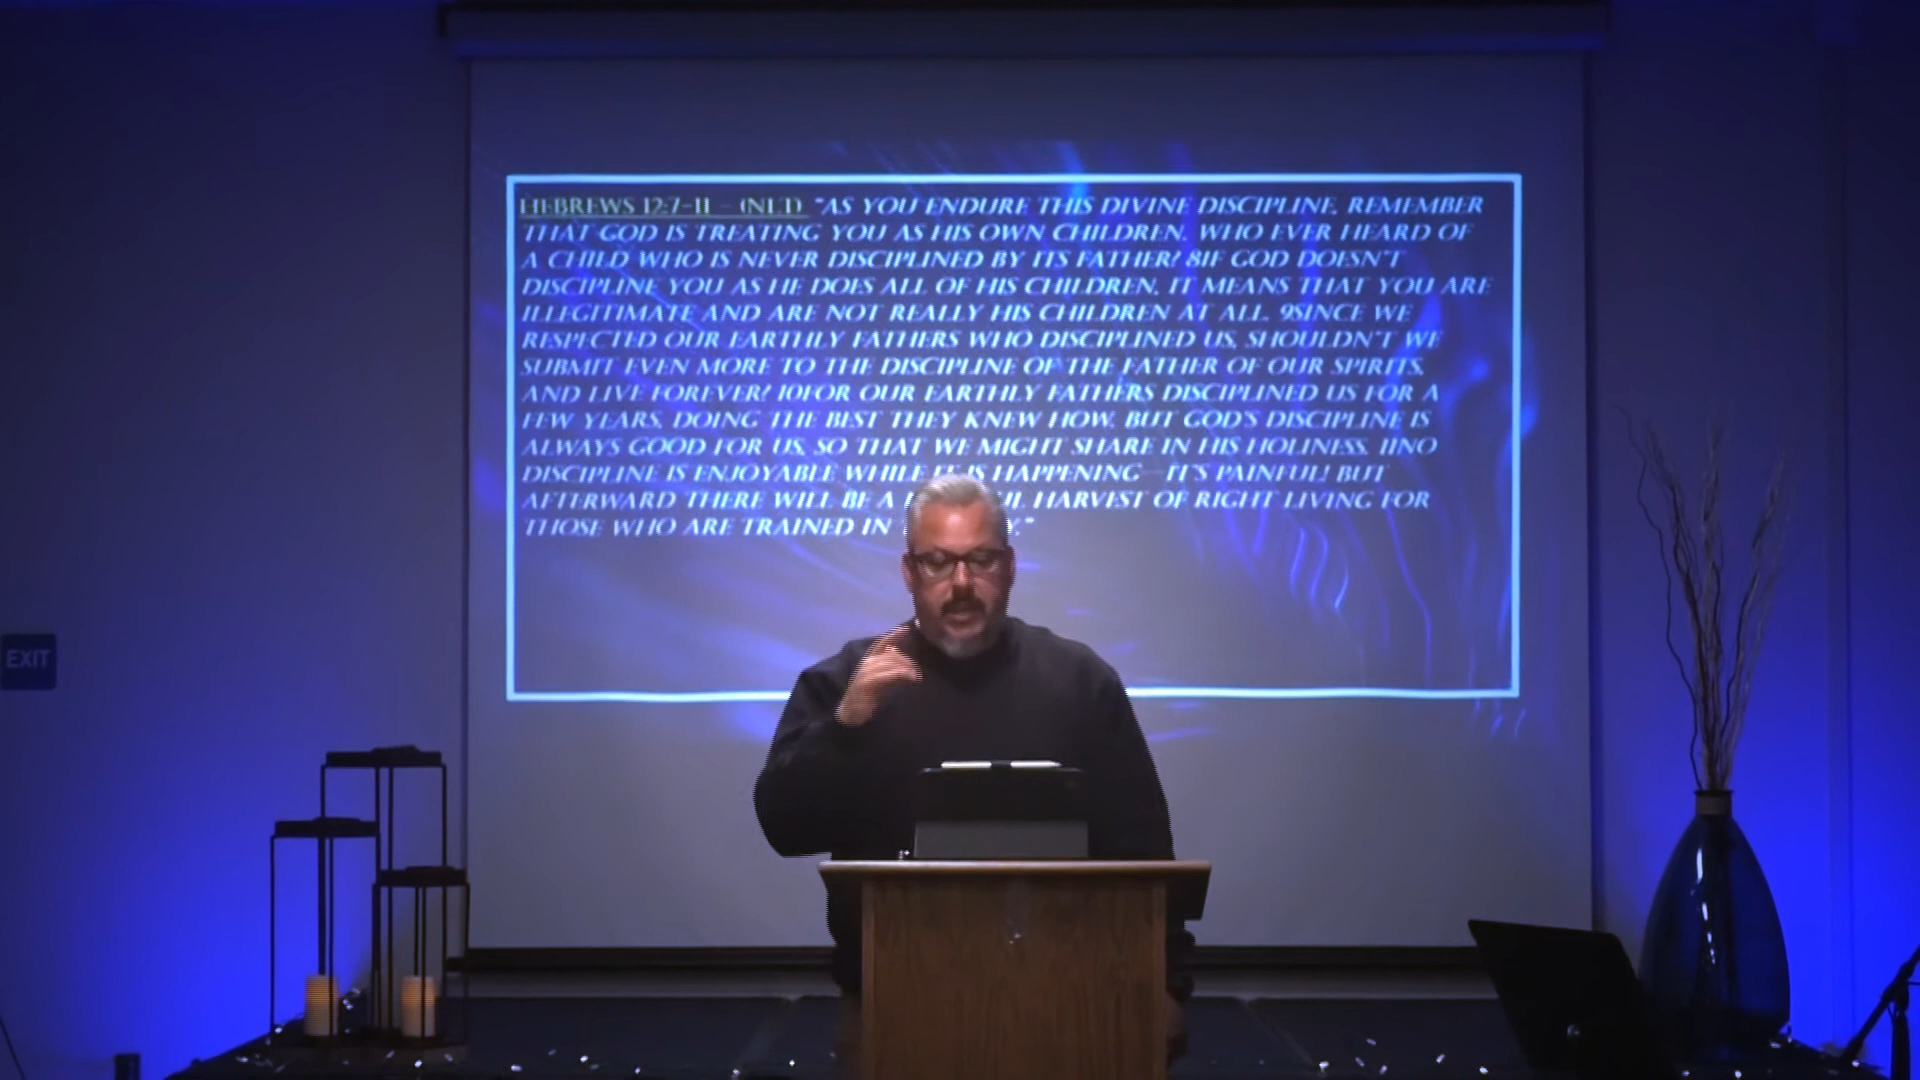 HEBREWS 12:7-11 - (NLT) "AS YOU ENDURE THIS DIVINE DISCIPLINE, REMEMBER
THAT GOD IS TREATING YOU AS HIS OWN CHILDREN. WHO EVER HEARD OF
A CHILD WHO IS NEVER DISCIPLINED BY ITS FATHER? 8IF GOD DOESN'T
DISCIPLINE YOU AS HE DOES ALL OF HIS CHILDREN, IT MEANS THAT YOU ARE
ILLEGITIMATE AND ARE NOT REALLY HIS CHILDREN AT ALL. 9SINCE WE
RESPECTED OUR EARTHLY FATHERS WHO DISCIPLINED US, SHOULDN'T WE
SUBMIT EVEN MORE TO THE DISCIPLINE OF THE FATHER OF OUR SPIRITS,
AND LIVE FOREVER? 10FOR OUR EARTHLY FATHERS DISCIPLINED US FOR A
FEW YEARS, DOING THE BEST THEY KNEW HOW. BUT GOD'S DISCIPLINE IS
ALWAYS GOOD FOR US, SO THAT WE MIGHT SHARE IN HIS HOLINESS. 11NO
DISCIPLINE IS ENJOYABLE WHILE IT IS HAPPENING—IT'S PAINFUL! BUT
AFTERWARD THERE WILL BE A HARVEST OF RIGHT LIVING FOR
THOSE WHO ARE TRAINED IN
EXIT